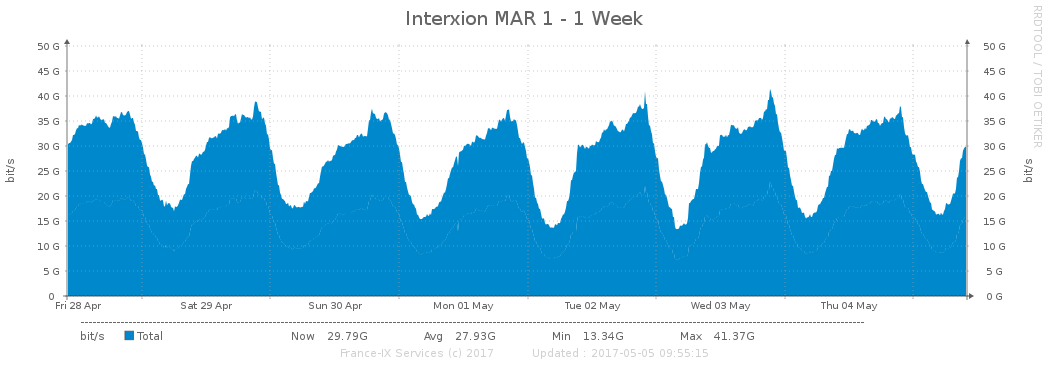 Interxion MAR 1 - 1 Week
RRDTOOL / TOBI OETIKER
50 G 50 G
45 G 45 G
40 G 40 G
35 G 35 G
30 G 30 G
25 G 25 G
20 G 20 G
15 G 15 G
10 G 10 G
5 G 5 G
0 0 G
bit/s
bit/s
Fri 28 Apr Sat 29 Apr Sun 30 Apr Mon 01 May Tue 02 May Wed 03 May Thu 04 May
bit/s Total Now 29.79G Avg 27.93G Min 13.34G Max 41.37G
France-IX Services (c) 2017 Updated : 2017-05-05 09:55:15